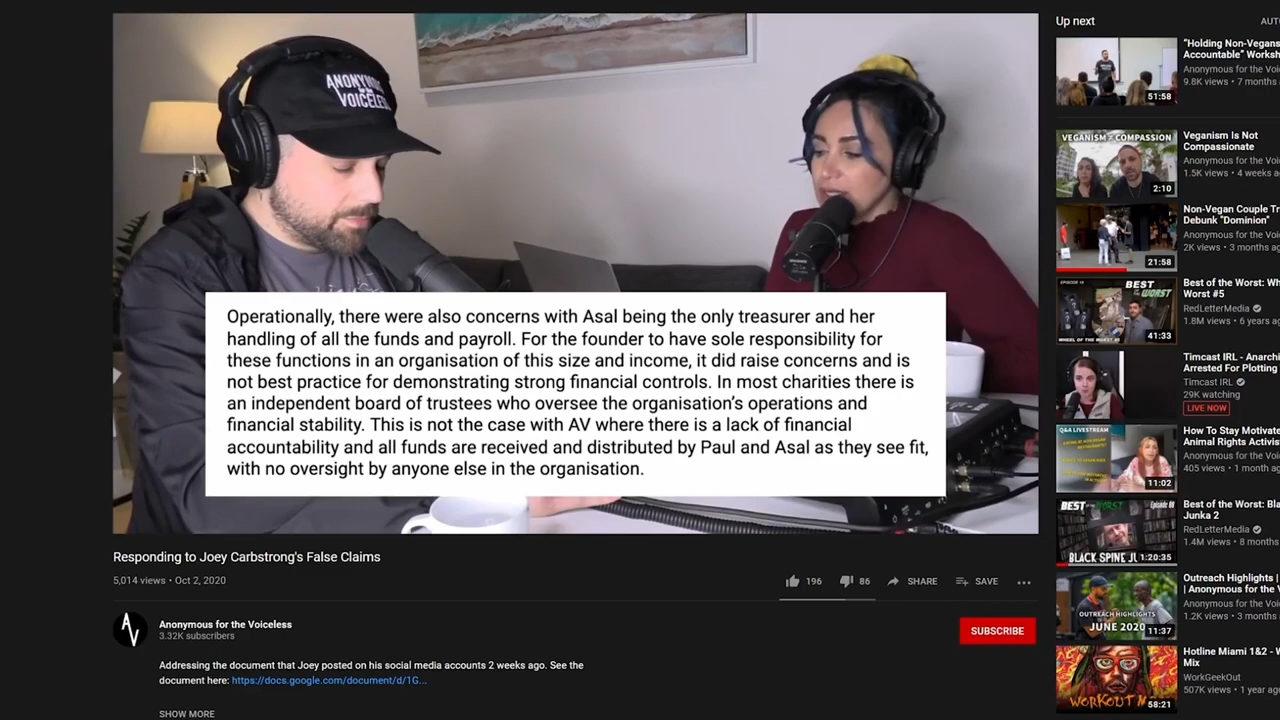 Up next
AUTO
ANONYMOUS
FOR THE
VOICELESS
Operationally, there were also concerns with Asal being the only treasurer and her
handling of all the funds and payroll. For the founder to have sole responsibility for
these functions in an organisation of this size and income, it did raise concerns and is
not best practice for demonstrating strong financial controls. In most charities there is
an independent board of trustees who oversee the organisation's operations and
financial stability. This is not the case with AV where there is a lack of financial
accountability and all funds are received and distributed by Paul and Asal as they see fit,
with no oversight by anyone else in the organisation.
Responding to Joey Carbstrong's False Claims
5,014 views • Oct 2, 2020
196
86
SHARE
SAVE
AV
Anonymous for the Voiceless
3.32K subscribers
SUBSCRIBE
Addressing the document that Joey posted on his social media accounts 2 weeks ago. See the
document here: https://docs.google.com/document/d/1G...
SHOW MORE
51:58
"Holding Non-Vegans
Accountable" Worksh
Anonymous for the Voi
9.8K views • 7 months
VEGANISM ≠ COMPASSION
2:10
Veganism Is Not
Compassionate
Anonymous for the Voi
1.5K views • 4 weeks a
21:58
Non-Vegan Couple Tr
Debunk "Dominion"
Anonymous for the Voi
2K views • 3 months a
BEST
WORST
41:33
Best of the Worst: Wh
Worst #5
RedLetterMedia
1.8M views • 6 years a
Timcast IRL - Anarchi
Arrested For Plotting
Timcast IRL
29K watching
LIVE NOW
Q&A LIVESTREAM
11:02
How To Stay Motivate
Animal Rights Activis
405 views • 1 month a
BEST
WORST
BLACK SPINE JU
1:20:35
Best of the Worst: Bla
Junka 2
RedLetterMedia
1.4M views • 8 months
OUTREACH HIGHLIGHTS
JUNE 2020
11:37
Outreach Highlights |
| Anonymous for the V
Anonymous for the Voi
1.2K views • 3 months
WORKOUT M
58:21
Hotline Miami 1&2 - W
Mix
WorkGeekOut
507K views • 1 year ag